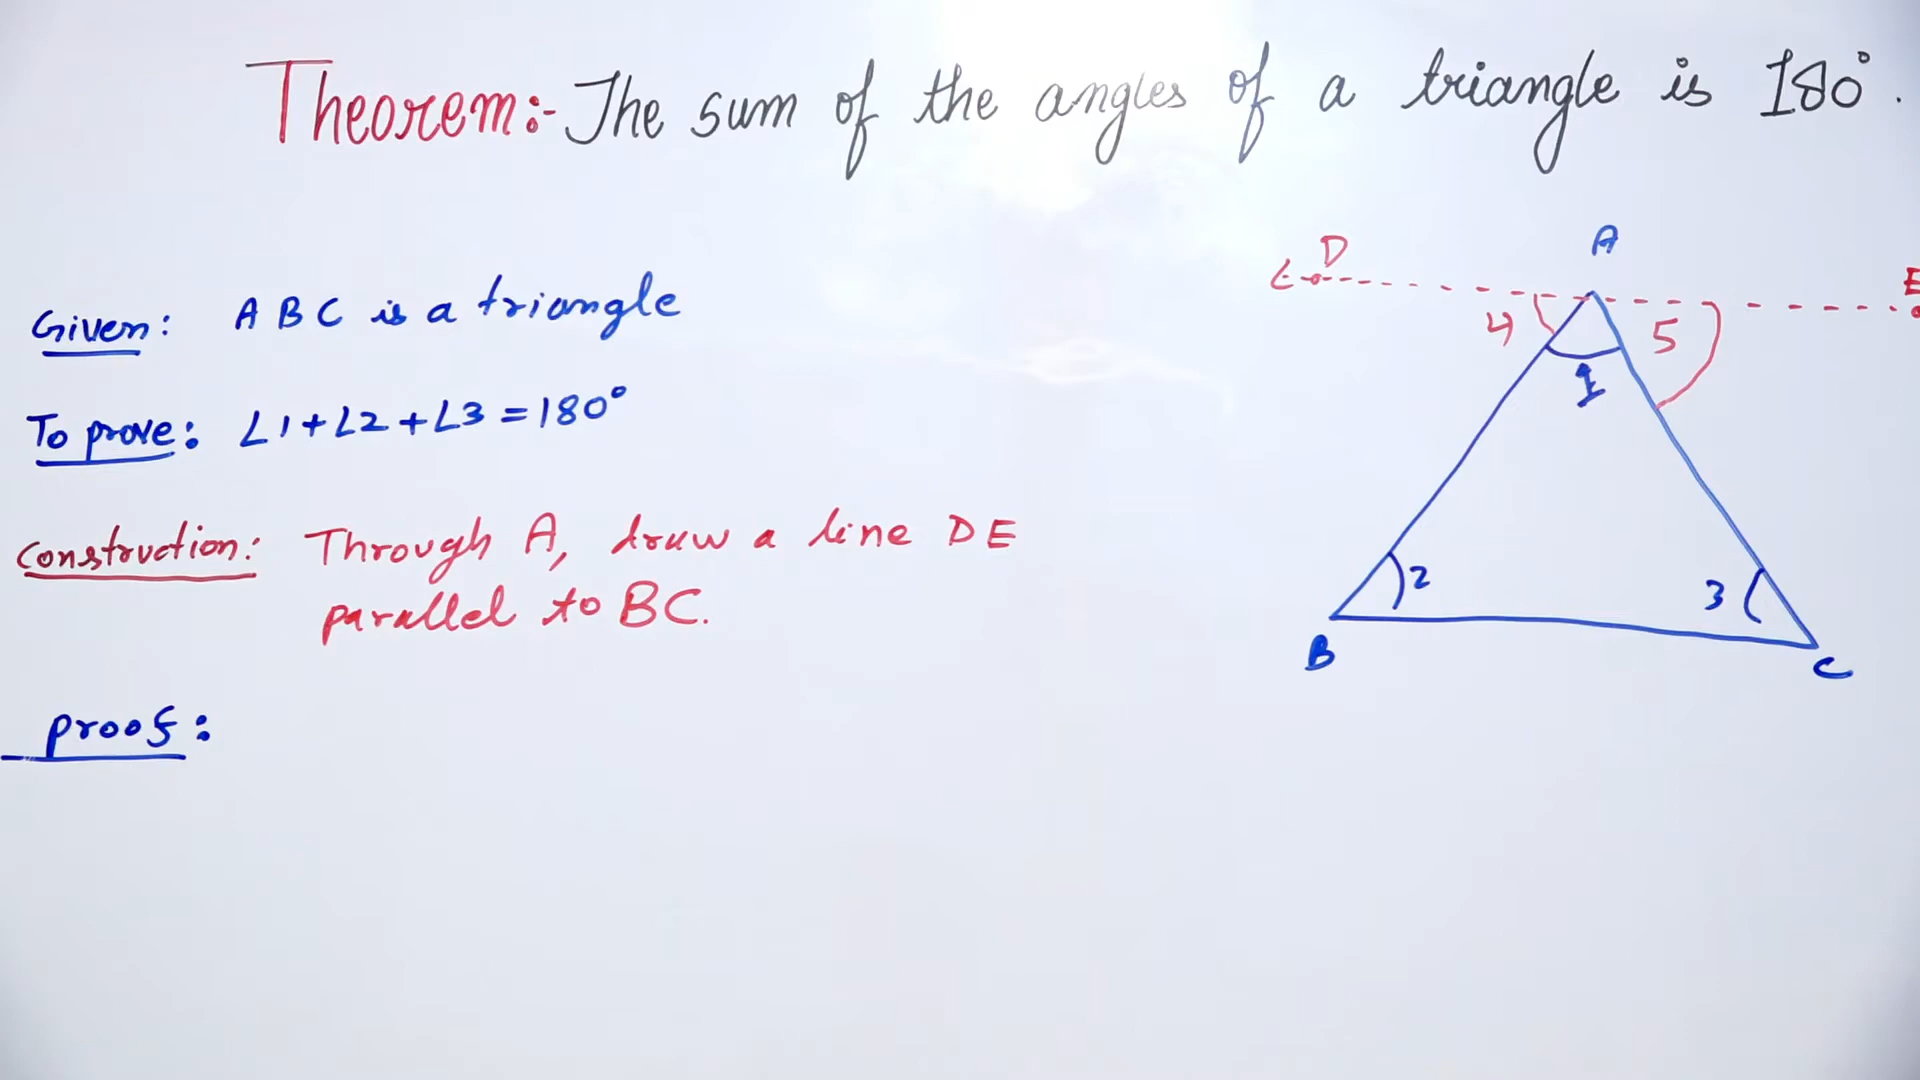 Theorem:- The sum of the angles of a triangle is 180°.
Given: ABC is a triangle
To prove: ∠1+∠2+∠3=180°
Construction: Through A, draw a line DE
parallel to BC.
proof:
A
D
E
4
5
1
2
3
B
C